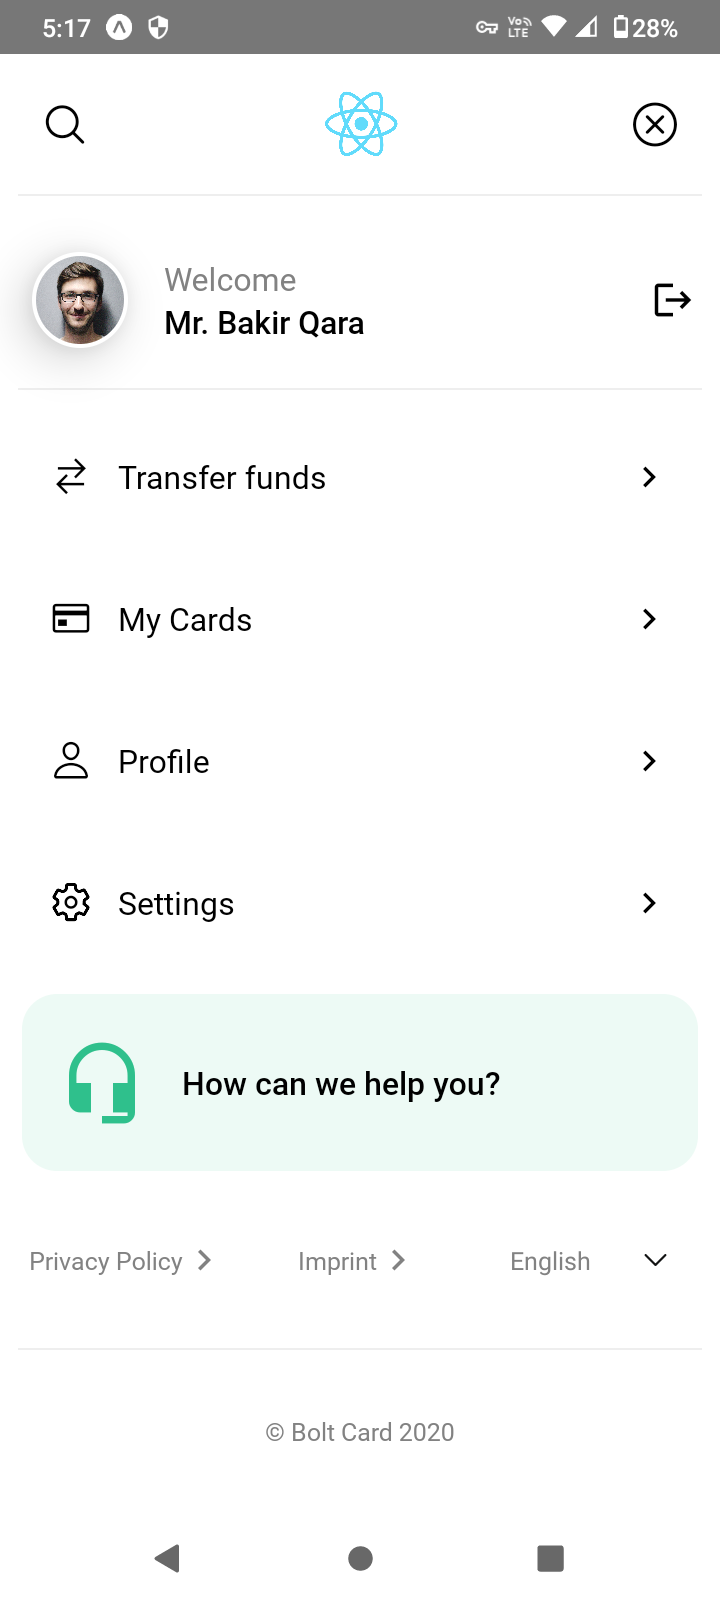 5:17
Vo LTE
28%
Welcome
Mr. Bakir Qara
Transfer funds
My Cards
Profile
Settings
How can we help you?
Privacy Policy
Imprint
English
© Bolt Card 2020